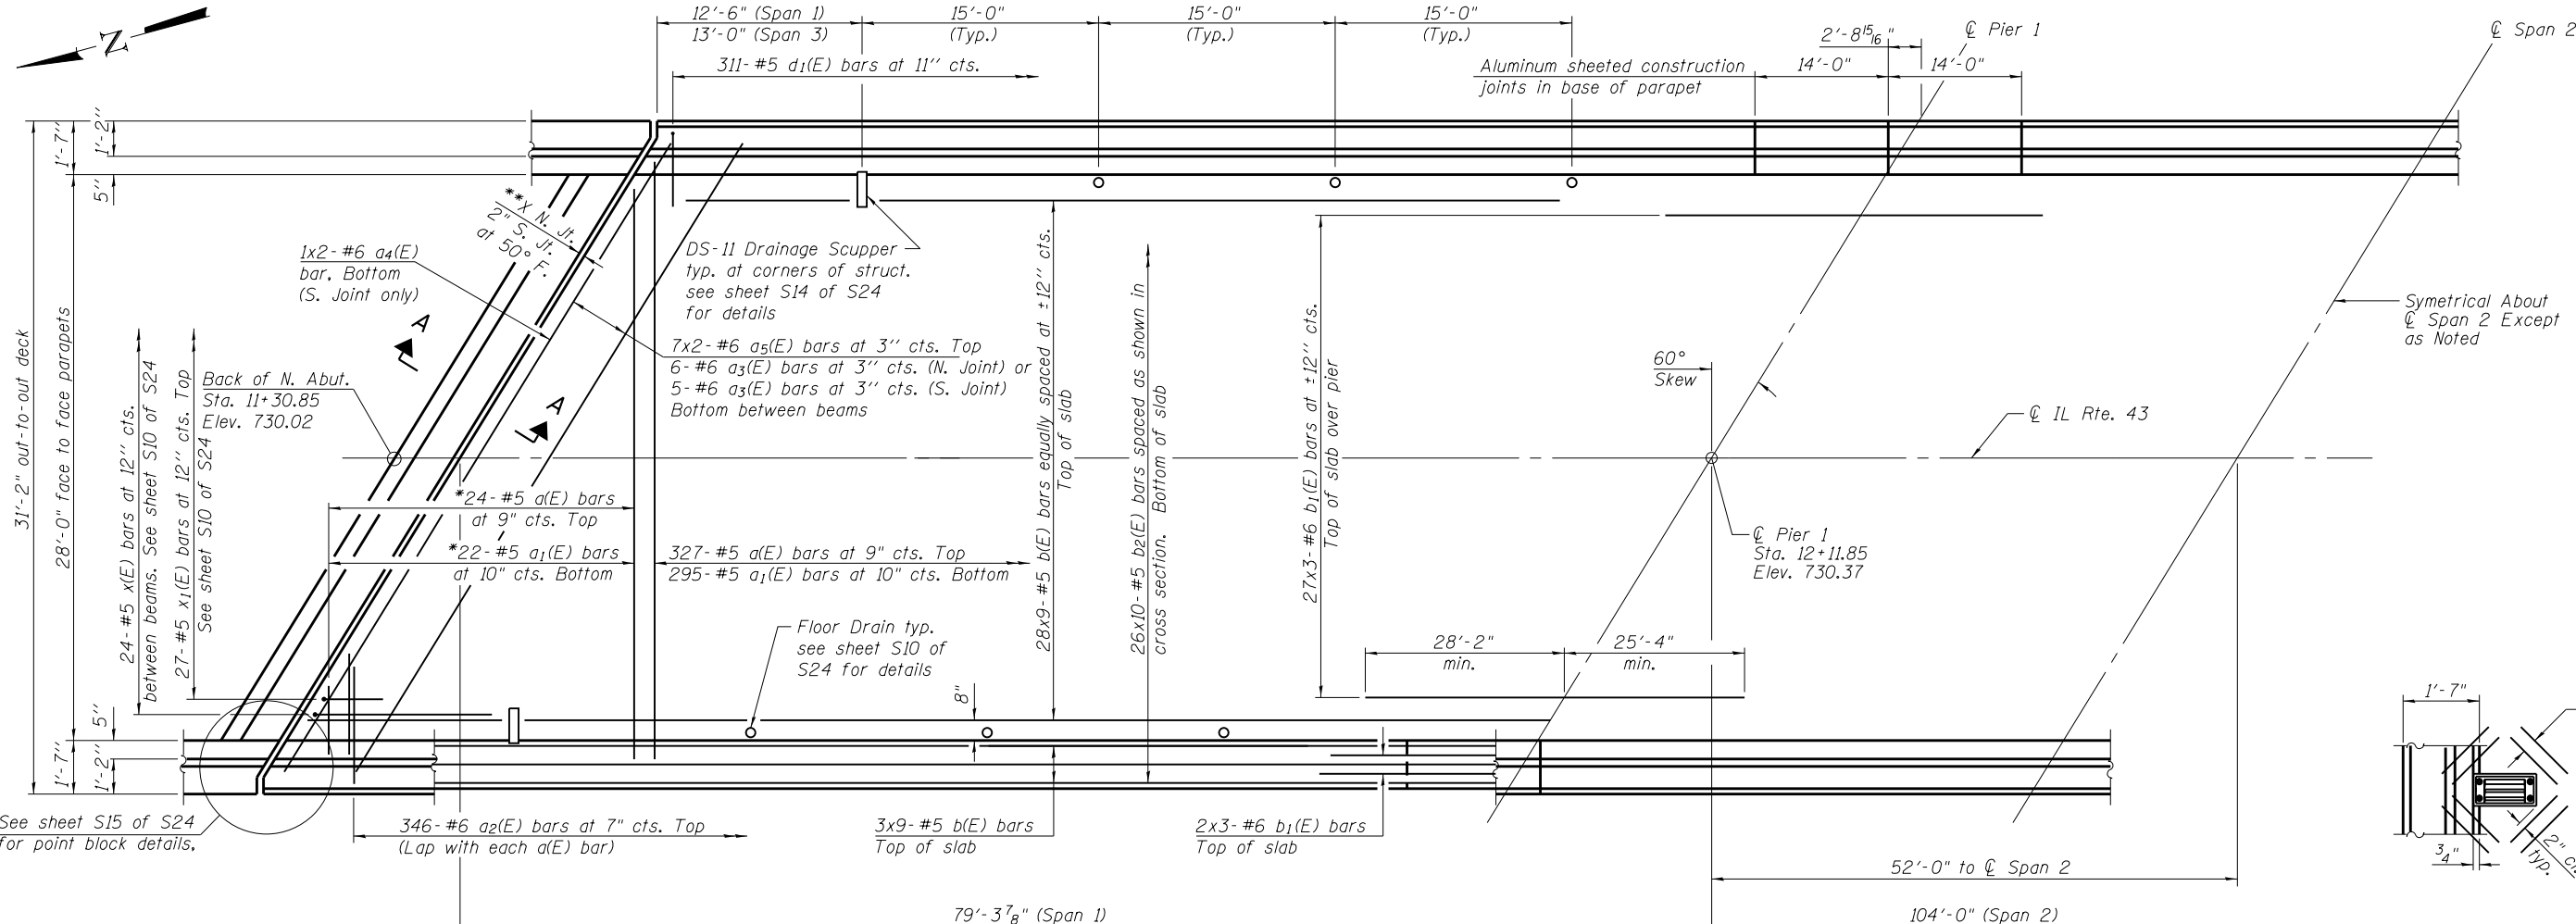 N
12'-6" (Span 1)
13'-0" (Span 3)
15'-0"
(Typ.)
15'-0"
(Typ.)
15'-0"
(Typ.)
311-#5 d1(E) bars at 11" cts.
Aluminum sheeted construction
joints in base of parapet
2'-8 15/16"
14'-0"
14'-0"
℄ Pier 1
℄ Span 2
31'-2" out-to-out deck
1'-7"
1'-2"
5"
28'-0" face to face parapets
**X N. Jt.
2" S. Jt.
at 50° F.
1x2-#6 a4(E)
bar, Bottom
(S. Joint only)
DS-11 Drainage Scupper
typ. at corners of struct.
see sheet S14 of S24
for details
7x2-#6 a5(E) bars at 3" cts. Top
6-#6 a3(E) bars at 3" cts. (N. Joint) or
5-#6 a3(E) bars at 3" cts. (S. Joint)
Bottom between beams
A
A
Back of N. Abut.
Sta. 11+30.85
Elev. 730.02
24-#5 x(E) bars at 12" cts.
between beams. See sheet S10 of S24
27-#5 x1(E) bars at 12" cts. Top
See sheet S10 of S24
28x9-#5 b(E) bars equally spaced at ±12" cts.
Top of slab
26x10-#5 b2(E) bars spaced as shown in
cross section. Bottom of slab
27x3-#6 b1(E) bars at ±12" cts.
Top of slab over pier
60°
Skew
Symetrical About
℄ Span 2 Except
as Noted
℄ IL Rte. 43
*24-#5 a(E) bars
at 9" cts. Top
*22-#5 a1(E) bars
at 10" cts. Bottom
327-#5 a(E) bars at 9" cts. Top
295-#5 a1(E) bars at 10" cts. Bottom
℄ Pier 1
Sta. 12+11.85
Elev. 730.37
Floor Drain typ.
see sheet S10 of
S24 for details
28'-2"
min.
25'-4"
min.
8"
5"
1'-7"
1'-2"
See sheet S15 of S24
for point block details,
346-#6 a2(E) bars at 7" cts. Top
(Lap with each a(E) bar)
3x9-#5 b(E) bars
Top of slab
2x3-#6 b1(E) bars
Top of slab
1'-7"
3/4"
2"
typ.
52'-0" to ℄ Span 2
79'-3 7/8" (Span 1)
104'-0" (Span 2)